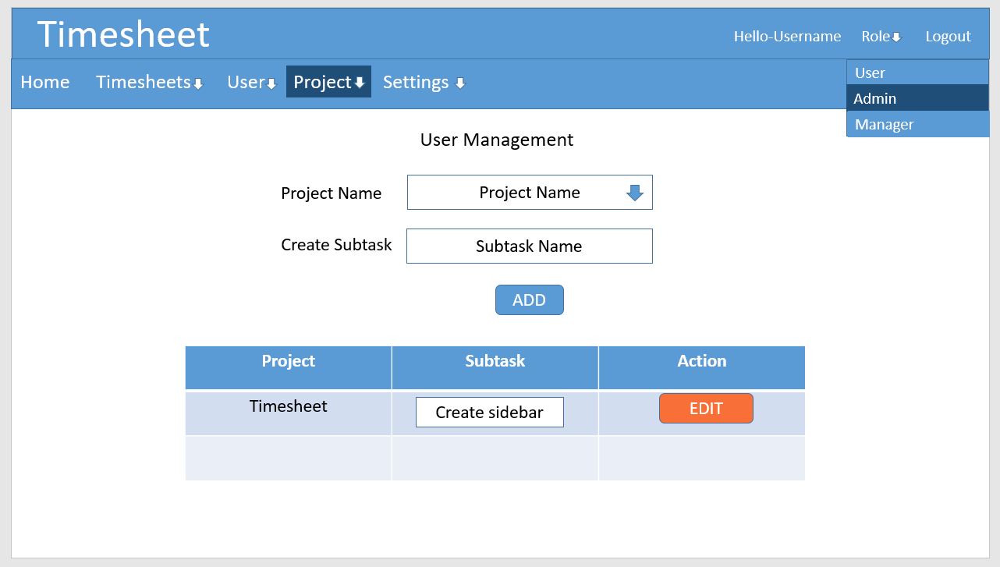 Timesheet
Hello-Username Role Logout
Home Timesheets User Project Settings
User
Admin
Manager
User Management
Project Name Project Name
Create Subtask Subtask Name
ADD
Project Subtask Action
Timesheet Create sidebar EDIT